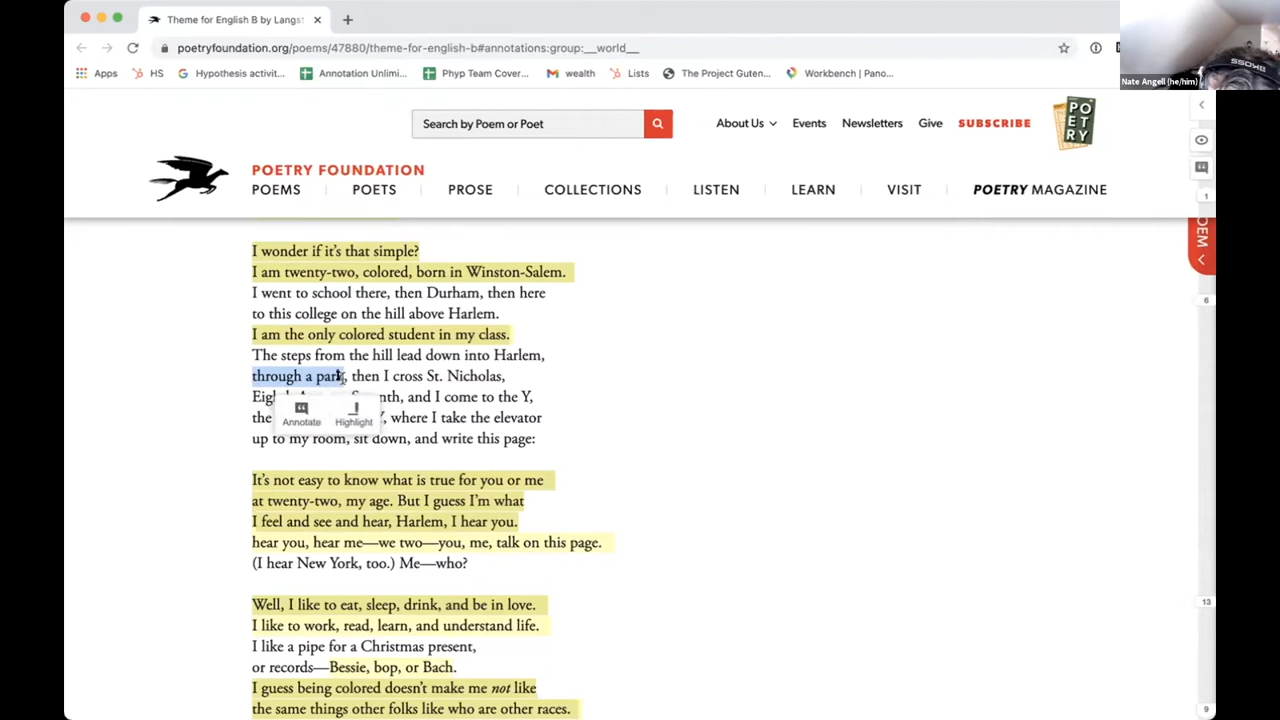 Theme for English B by Langst
poetryfoundation.org/poems/47880/theme-for-english-b#annotations:group:__world__
Apps
HS
Hypothesis activit...
Annotation Unlimi...
Phyp Team Cover...
wealth
Lists
The Project Guten...
Workbench | Pano...
Nate Angell (he/him)
Search by Poem or Poet
About Us
Events
Newsletters
Give
SUBSCRIBE
PO
ET
RY
POETRY FOUNDATION
POEMS
POETS
PROSE
COLLECTIONS
LISTEN
LEARN
VISIT
POETRY MAGAZINE
1
OEM
6
13
9
I wonder if it's that simple?
I am twenty-two, colored, born in Winston-Salem.
I went to school there, then Durham, then here
to this college on the hill above Harlem.
I am the only colored student in my class.
The steps from the hill lead down into Harlem,
through a park, then I cross St. Nicholas,
nth, and I come to the Y,
the Y, where I take the elevator
Annotate
Highlight
up to my room, sit down, and write this page:
It's not easy to know what is true for you or me
at twenty-two, my age. But I guess I'm what
I feel and see and hear, Harlem, I hear you.
hear you, hear me—we two—you, me, talk on this page.
(I hear New York, too.) Me—who?
Well, I like to eat, sleep, drink, and be in love.
I like to work, read, learn, and understand life.
I like a pipe for a Christmas present,
or records—Bessie, bop, or Bach.
I guess being colored doesn't make me not like
the same things other folks like who are other races.